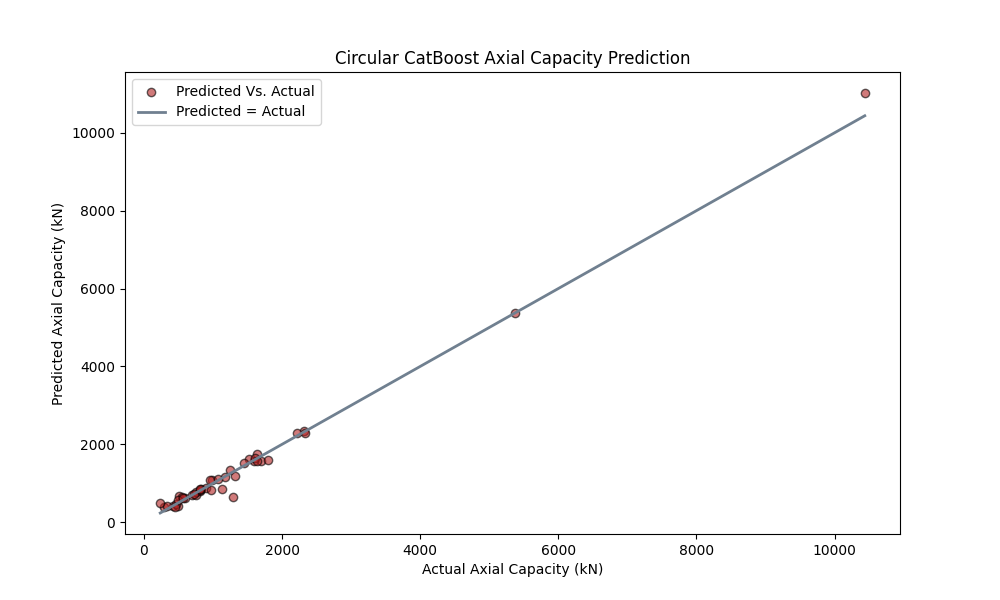 Circular CatBoost Axial Capacity Prediction
Predicted Vs. Actual
Predicted = Actual
Predicted Axial Capacity (kN)
10000
8000
6000
4000
2000
0
0 2000 4000 6000 8000 10000
Actual Axial Capacity (kN)